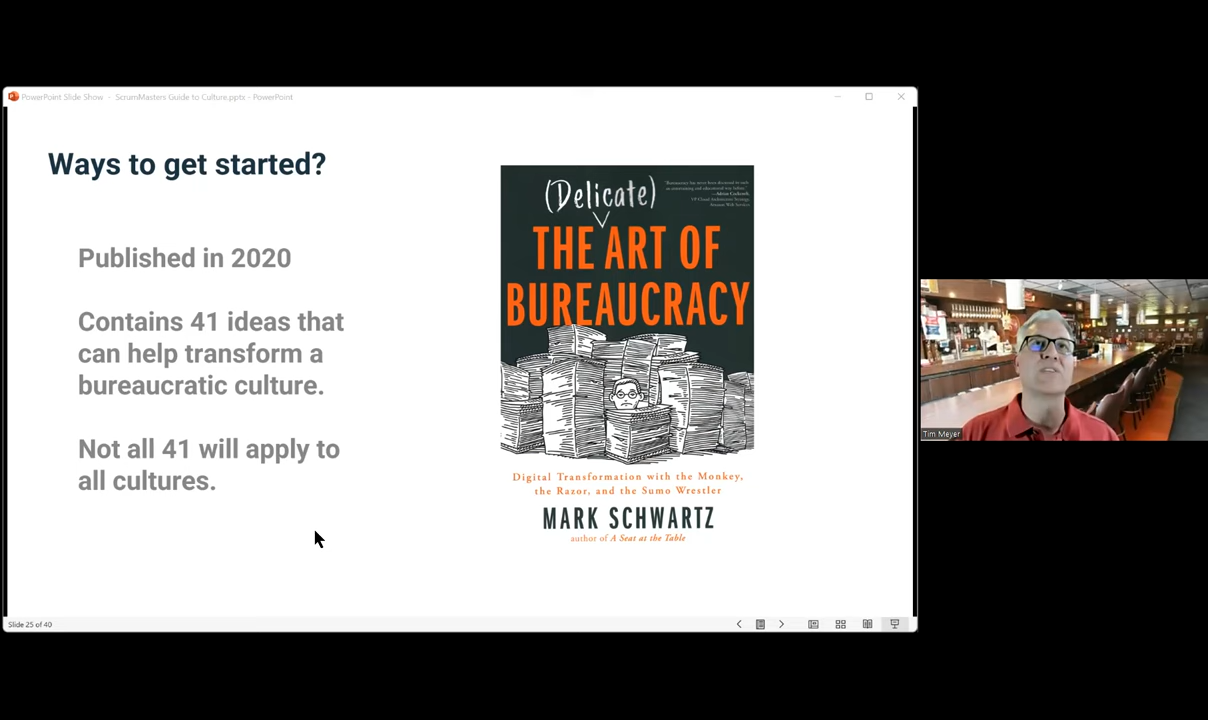 PowerPoint Slide Show - ScrumMasters Guide to Culture.pptx - PowerPoint
Ways to get started?
Published in 2020
Contains 41 ideas that
can help transform a
bureaucratic culture.
Not all 41 will apply to
all cultures.
(Delicate)
THE ART OF
BUREAUCRACY
Digital Transformation with the Monkey,
the Razor, and the Sumo Wrestler
MARK SCHWARTZ
author of A Seat at the Table
Tim Meyer
Slide 25 of 40